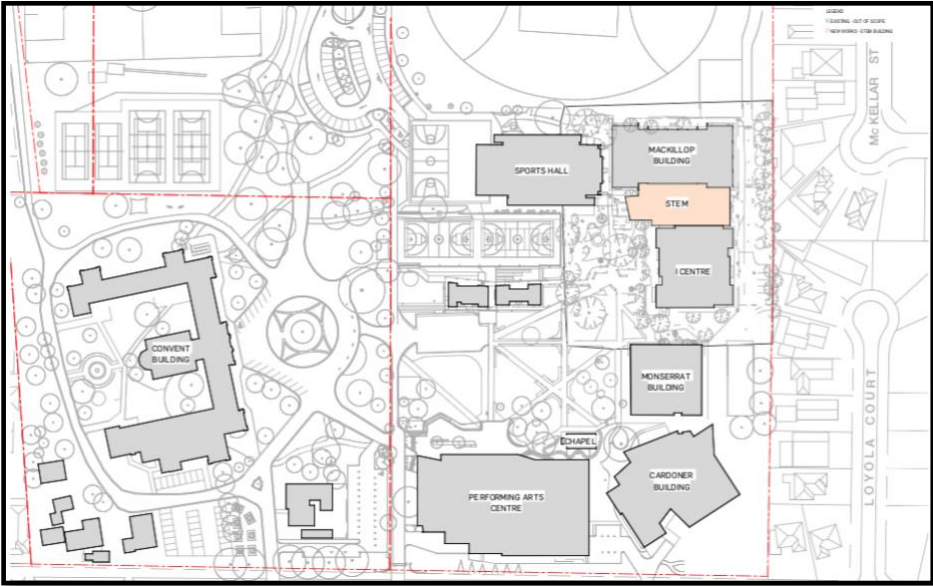 LEGEND
EXISTING - OUT OF SCOPE
NEW WORKS - STEM BUILDING
McKELLAR ST
MACKILLOP
BUILDING
SPORTS HALL
STEM
I CENTRE
CONVENT
BUILDING
MONSERRAT
BUILDING
LOYOLA COURT
CHAPEL
CARDONER
BUILDING
PERFORMING ARTS
CENTRE